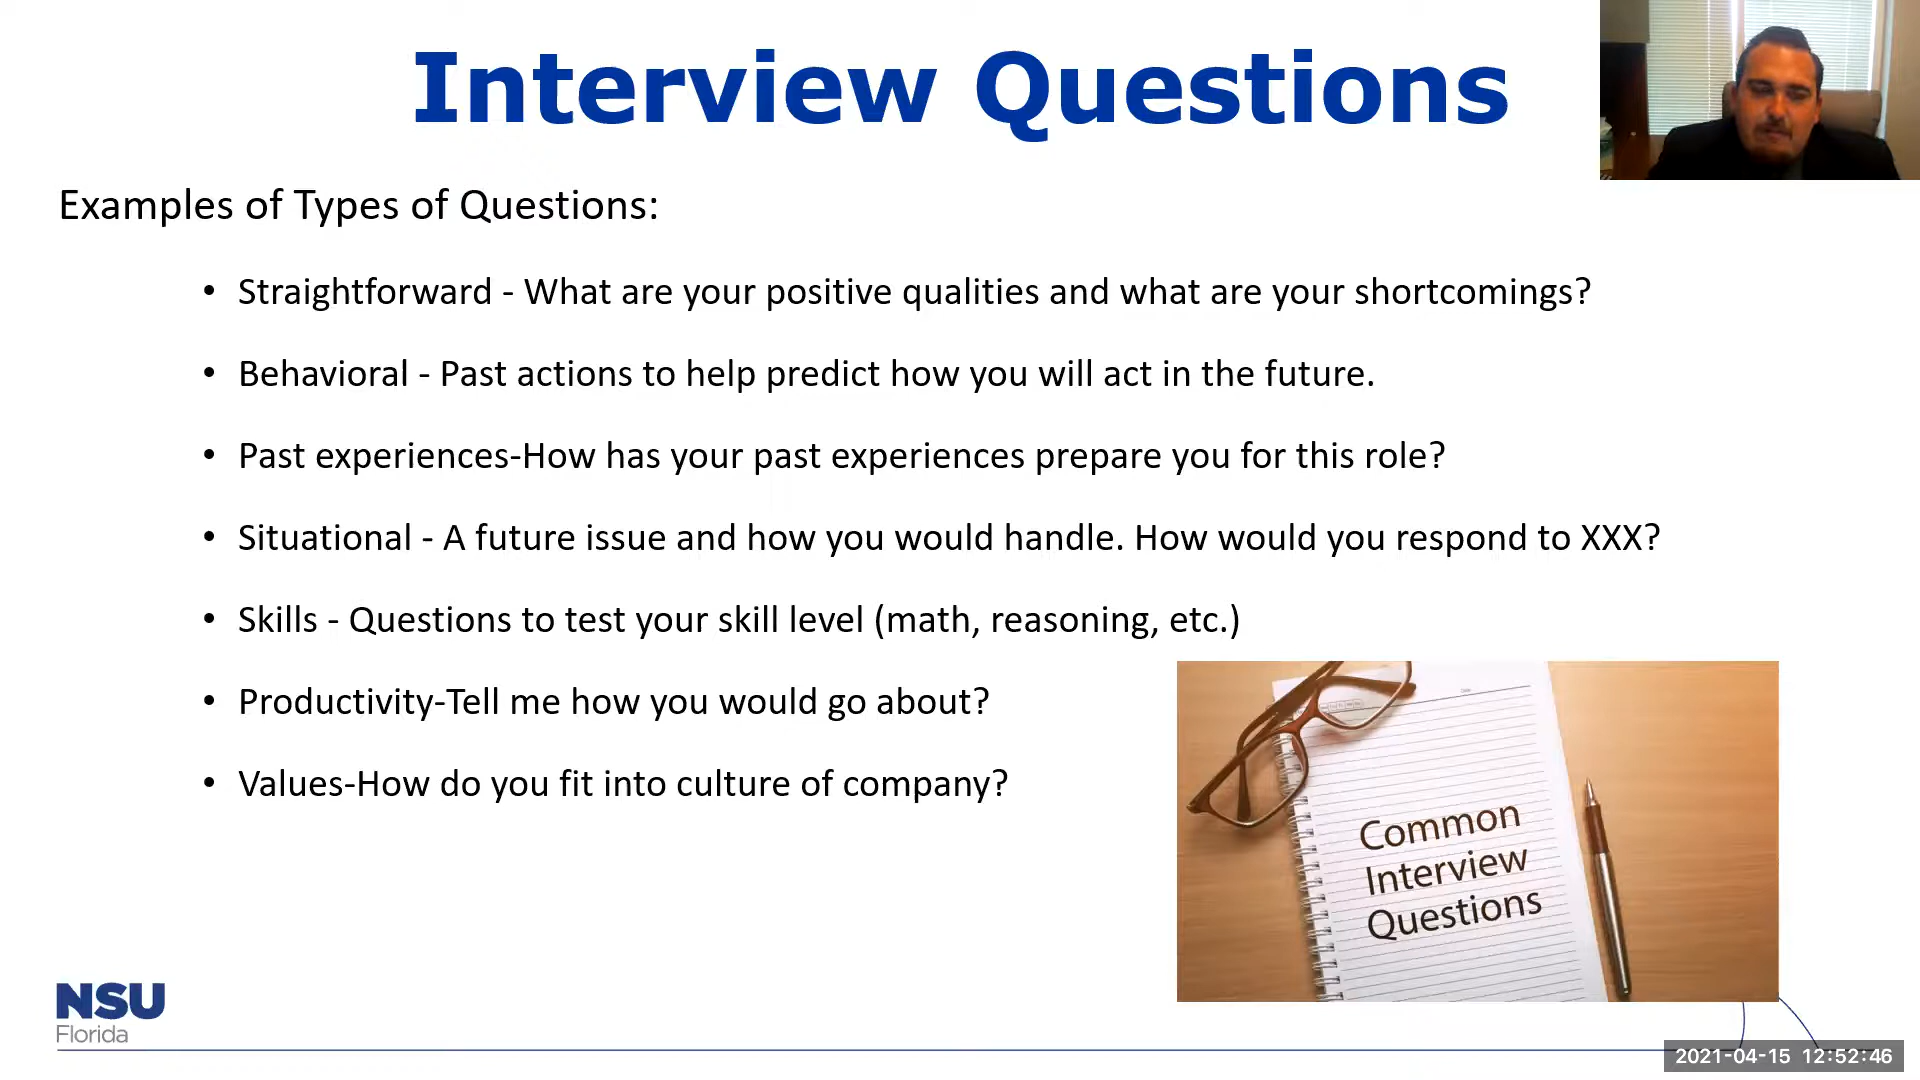 Interview Questions
Examples of Types of Questions:
• Straightforward - What are your positive qualities and what are your shortcomings?
• Behavioral - Past actions to help predict how you will act in the future.
• Past experiences-How has your past experiences prepare you for this role?
• Situational - A future issue and how you would handle. How would you respond to XXX?
• Skills - Questions to test your skill level (math, reasoning, etc.)
• Productivity-Tell me how you would go about?
• Values-How do you fit into culture of company?
Common
Interview
Questions
NSU
Florida
2021-04-15 12:52:46